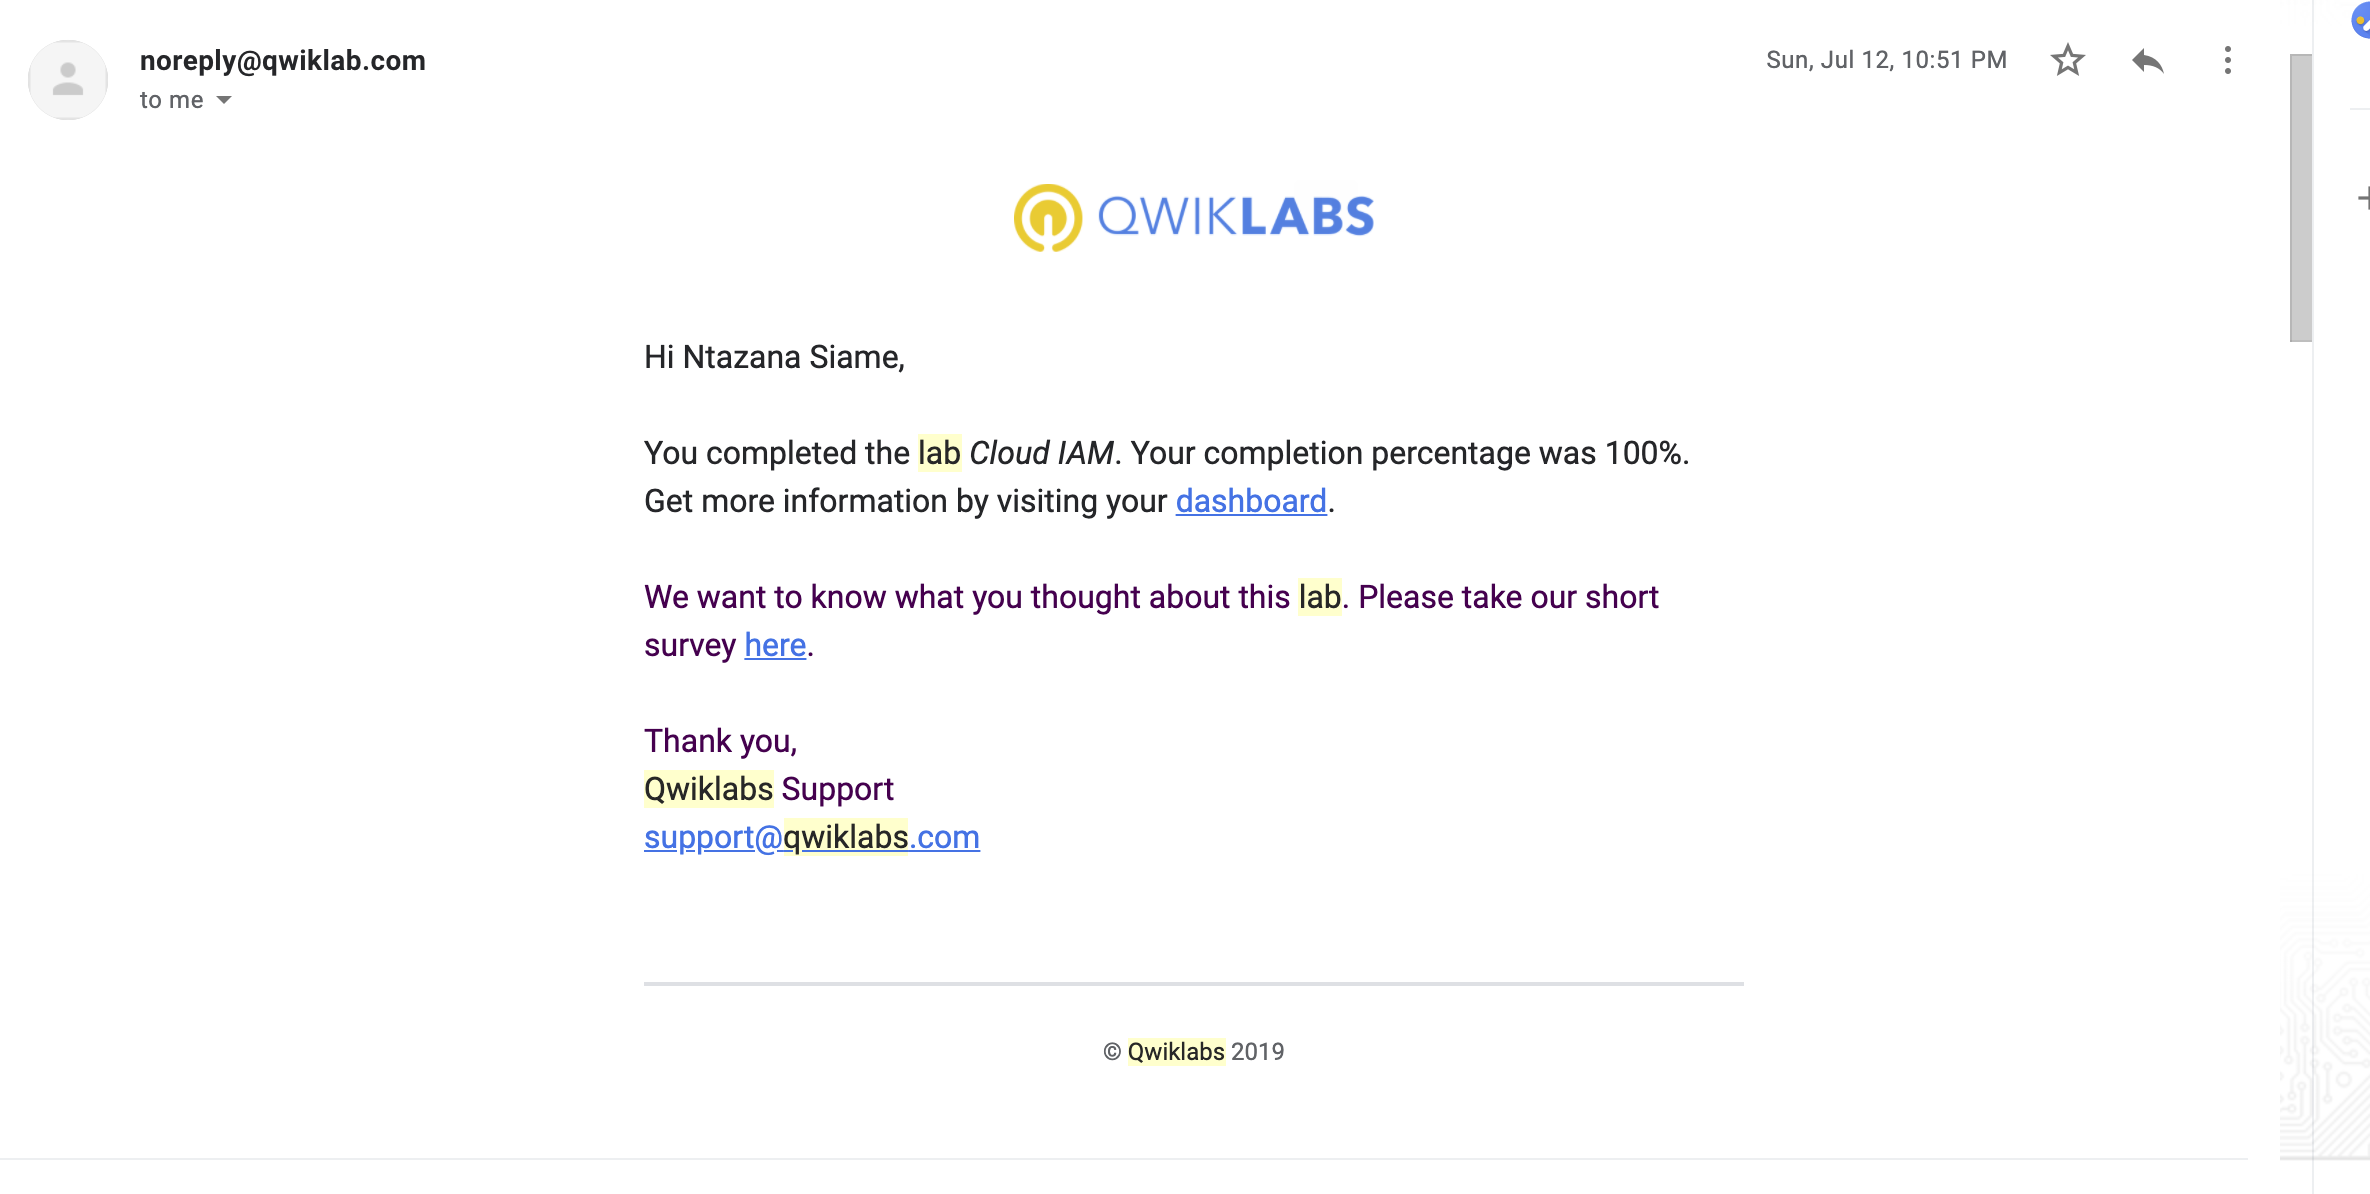 noreply@qwiklab.com
Sun, Jul 12, 10:51 PM
to me
QWIKLABS
Hi Ntazana Siame,
You completed the lab Cloud IAM. Your completion percentage was 100%.
Get more information by visiting your dashboard.
We want to know what you thought about this lab. Please take our short
survey here.
Thank you,
Qwiklabs Support
support@qwiklabs.com
© Qwiklabs 2019